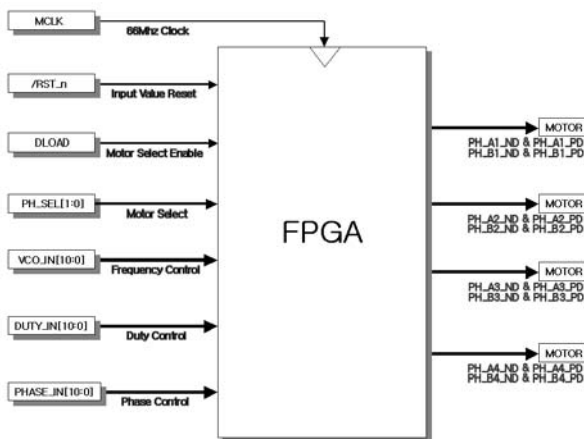 MCLK
66Mhz Clock
/RST_n
Input Value Reset
DLOAD
Motor Select Enable
PH_SEL[1:0]
Motor Select
VCO_IN[10:0]
Frequency Control
DUTY_IN[10:0]
Duty Control
PHASE_IN[10:0]
Phase Control
FPGA
MOTOR
PH_A1_ND & PH_A1_PD
PH_B1_ND & PH_B1_PD
MOTOR
PH_A2_ND & PH_A2_PD
PH_B2_ND & PH_B2_PD
MOTOR
PH_A3_ND & PH_A3_PD
PH_B3_ND & PH_B3_PD
MOTOR
PH_A4_ND & PH_A4_PD
PH_B4_ND & PH_B4_PD